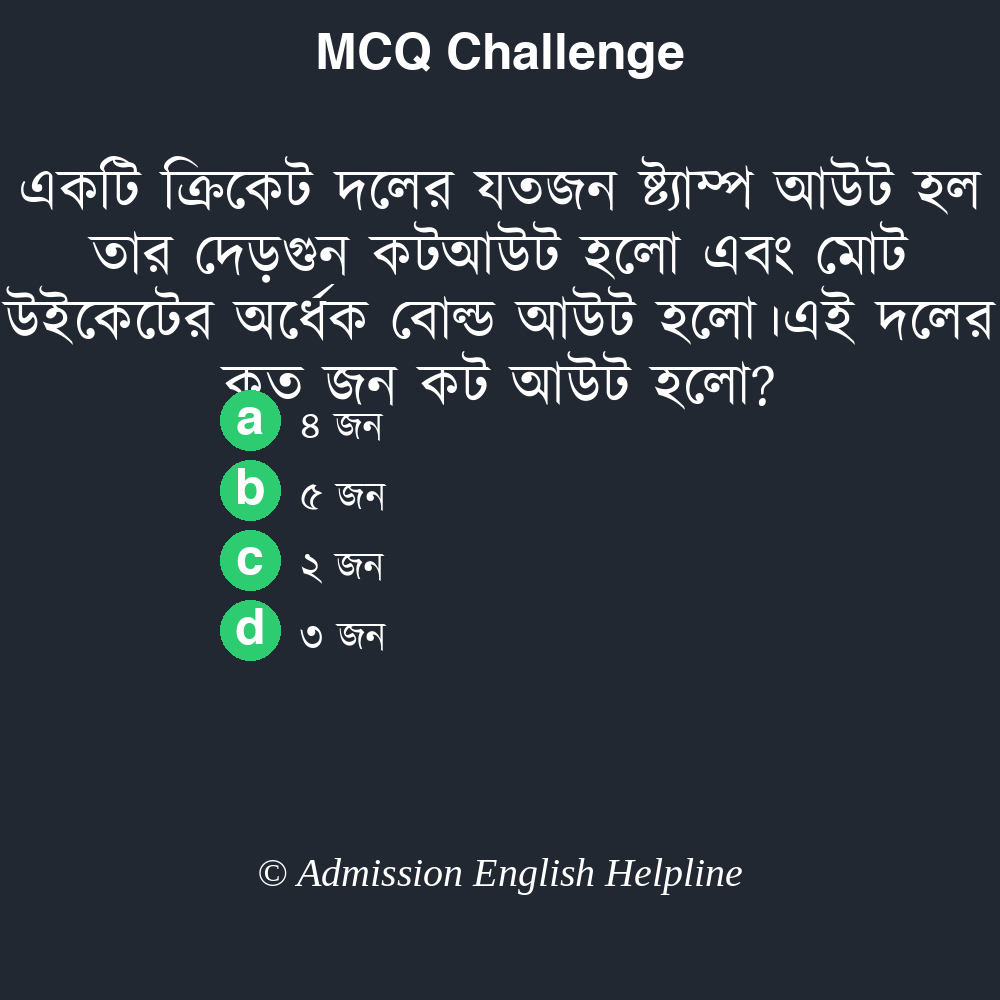 MCQ Challenge
একটি ক্রিকেট দলের যতজন ষ্ট্যাম্প আউট হল
তার দেড়গুন কটআউট হলো এবং মোট
উইকেটের অর্ধেক বোল্ড আউট হলো।এই দলের
কত জন কট আউট হলো?
a ৪ জন
b ৫ জন
c ২ জন
d ৩ জন
© Admission English Helpline